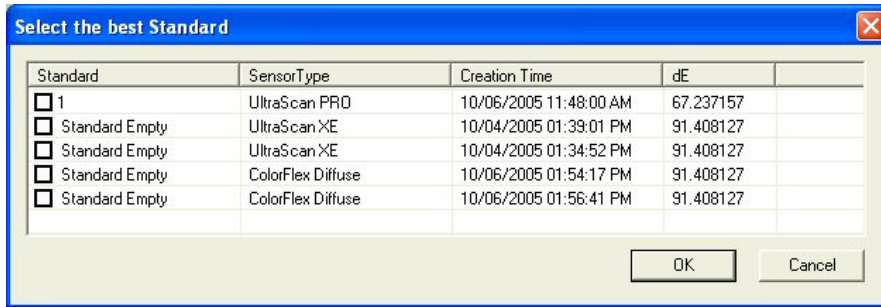 Select the best Standard
Standard SensorType Creation Time dE
1 UltraScan PRO 10/06/2005 11:48:00 AM 67.237157
Standard Empty UltraScan XE 10/04/2005 01:39:01 PM 91.408127
Standard Empty UltraScan XE 10/04/2005 01:34:52 PM 91.408127
Standard Empty ColorFlex Diffuse 10/06/2005 01:54:17 PM 91.408127
Standard Empty ColorFlex Diffuse 10/06/2005 01:56:41 PM 91.408127
OK Cancel